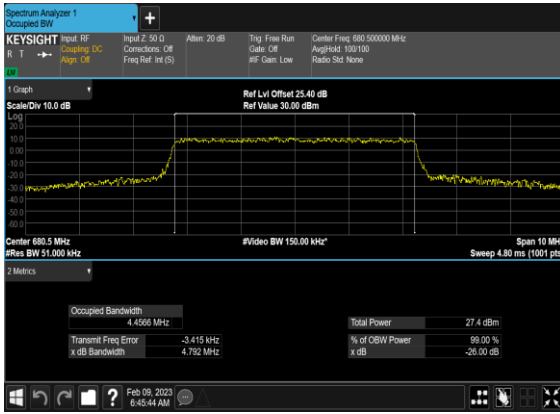 Spectrum Analyzer 1
Occupied BW
KEYSIGHT
R T
Input: RF
Coupling: DC
Align: Off
Input Z: 50 Ω
Corrections: Off
Freq Ref: Int (S)
Atten: 20 dB
Trig: Free Run
Gate: Off
#IF Gain: Low
Center Freq: 680.500000 MHz
Avg|Hold: 100/100
Radio Std: None
1 Graph
Scale/Div 10.0 dB
Ref Lvl Offset 25.40 dB
Ref Value 30.00 dBm
Log
20.0
10.0
0.00
-10.0
-20.0
-30.0
-40.0
-50.0
-60.0
Center 680.5 MHz
#Res BW 51.000 kHz
#Video BW 150.00 kHz*
Span 10 MH
Sweep 4.80 ms (1001 pts
2 Metrics
Occupied Bandwidth
4.4566 MHz
Total Power 27.4 dBm
Transmit Freq Error -3.415 kHz
% of OBW Power 99.00 %
x dB Bandwidth 4.792 MHz
x dB -26.00 dB
?
Feb 09, 2023
6:45:44 AM